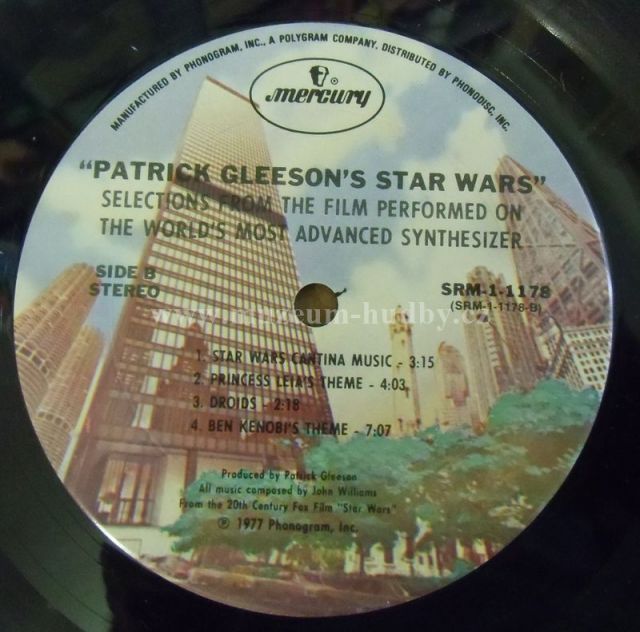 MANUFACTURED BY PHONOGRAM, INC., A POLYGRAM COMPANY. DISTRIBUTED BY PHONODISC, INC.
mercury ®
"PATRICK GLEESON'S STAR WARS"
SELECTIONS FROM THE FILM PERFORMED ON
THE WORLD'S MOST ADVANCED SYNTHESIZER
SIDE B
STEREO
SRM-1-1178
(SRM-1-1178-B)
www.muzeum-hudby.cz
1. STAR WARS CANTINA MUSIC - 3:15
2. PRINCESS LEIA'S THEME - 4:03
3. DROIDS - 2:18
4. BEN KENOBI'S THEME - 7:07
Produced by Patrick Gleeson
All music composed by John Williams
From the 20th Century Fox Film "Star Wars"
℗ 1977 Phonogram, Inc.